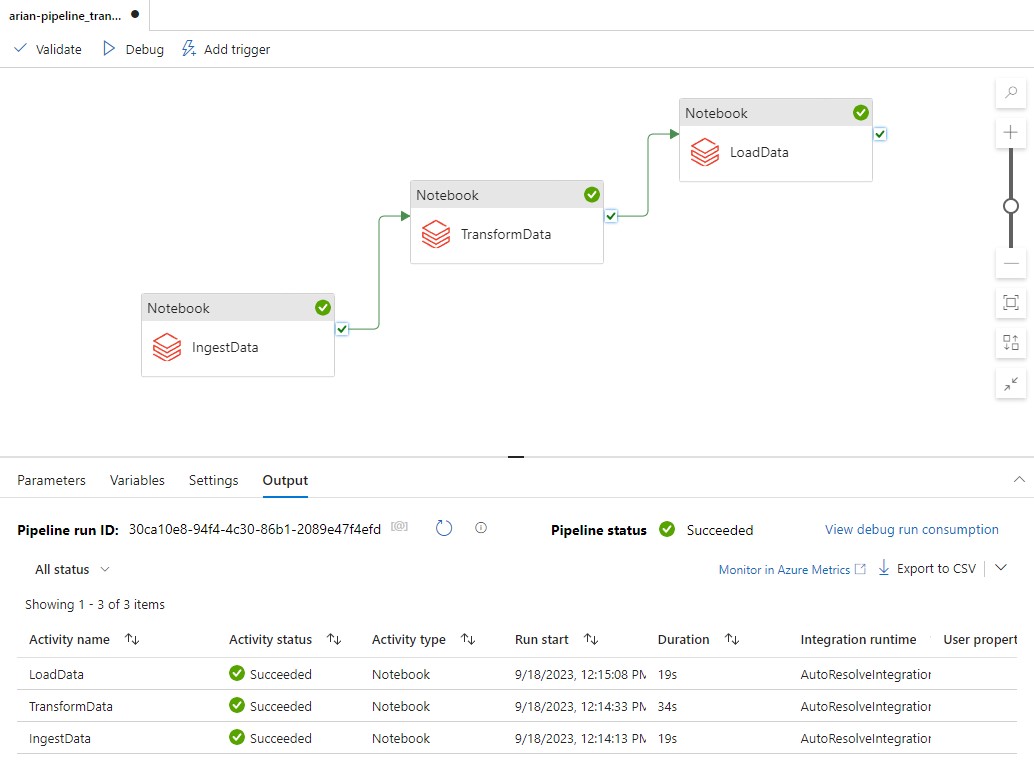 arian-pipeline_tran...
Validate Debug Add trigger
Notebook
LoadData
Notebook
TransformData
Notebook
IngestData
Parameters Variables Settings Output
Pipeline run ID: 30ca10e8-94f4-4c30-86b1-2089e47f4efd Pipeline status Succeeded View debug run consumption
All status Monitor in Azure Metrics Export to CSV
Showing 1 - 3 of 3 items
Activity name Activity status Activity type Run start Duration Integration runtime User propert
LoadData Succeeded Notebook 9/18/2023, 12:15:08 PM 19s AutoResolveIntegration
TransformData Succeeded Notebook 9/18/2023, 12:14:33 PM 34s AutoResolveIntegration
IngestData Succeeded Notebook 9/18/2023, 12:14:13 PM 19s AutoResolveIntegration